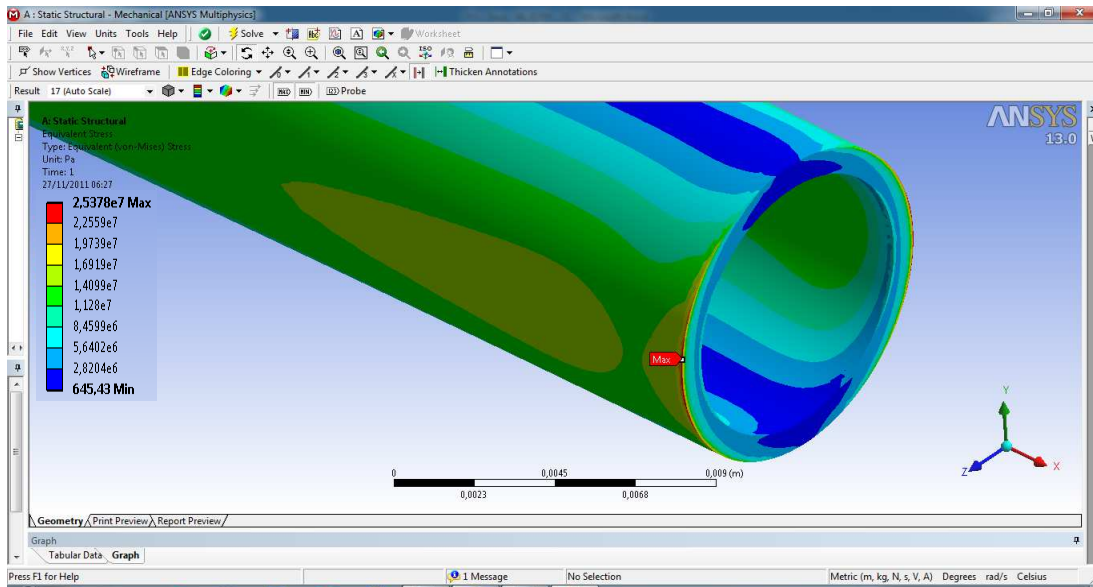 A : Static Structural - Mechanical [ANSYS Multiphysics]
File Edit View Units Tools Help Solve Worksheet
Show Vertices Wireframe Edge Coloring Thicken Annotations
Result 17 (Auto Scale) MAX MIN Probe
ANSYS
13.0
A: Static Structural
Equivalent Stress
Type: Equivalent (von-Mises) Stress
Unit: Pa
Time: 1
27/11/2011 06:27
2,5378e7 Max
2,2559e7
1,9739e7
1,6919e7
1,4099e7
1,128e7
8,4599e6
5,6402e6
2,8204e6
645,43 Min
Max
0 0,0045 0,009 (m)
0,0023 0,0068
Y
Z X
Geometry Print Preview Report Preview
Graph
Tabular Data Graph
Press F1 for Help 1 Message No Selection Metric (m, kg, N, s, V, A) Degrees rad/s Celsius